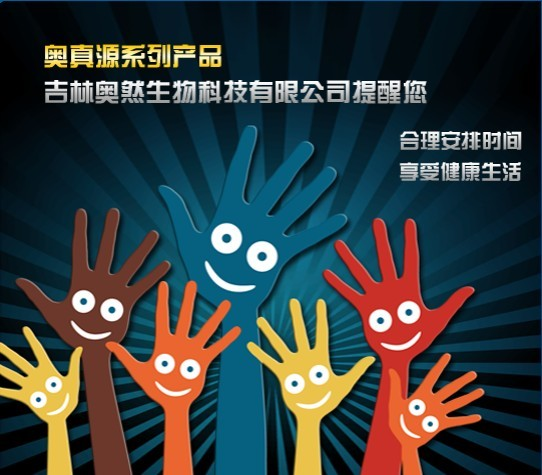 奥真源系列产品
吉林奥然生物科技有限公司提醒您
合理安排时间
享受健康生活